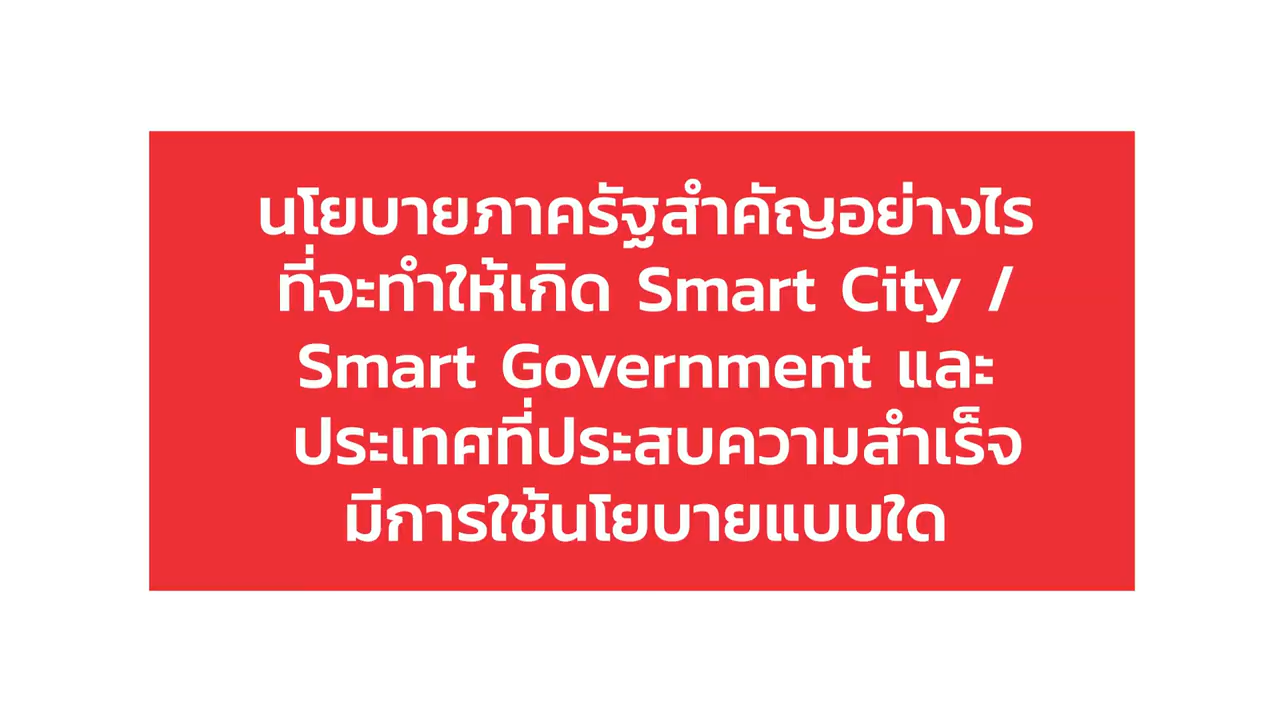 นโยบายภาครัฐสำคัญอย่างไร
ที่จะทำให้เกิด Smart City /
Smart Government และ
ประเทศที่ประสบความสำเร็จ
มีการใช้นโยบายแบบใด